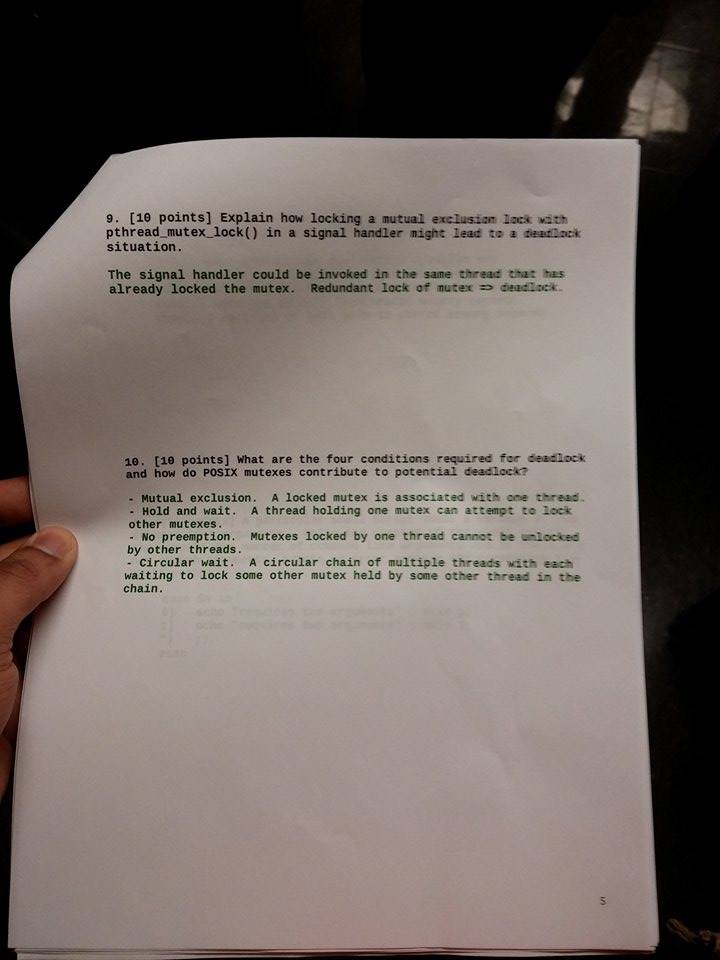 9. [10 points] Explain how locking a mutual exclusion lock with
pthread_mutex_lock() in a signal handler might lead to a deadlock
situation.
The signal handler could be invoked in the same thread that has
already locked the mutex.  Redundant lock of mutex => deadlock.
10. [10 points] What are the four conditions required for deadlock
and how do POSIX mutexes contribute to potential deadlock?
- Mutual exclusion.  A locked mutex is associated with one thread.
- Hold and wait.  A thread holding one mutex can attempt to lock
other mutexes.
- No preemption.  Mutexes locked by one thread cannot be unlocked
by other threads.
- Circular wait.  A circular chain of multiple threads with each
waiting to lock some other mutex held by some other thread in the
chain.
5